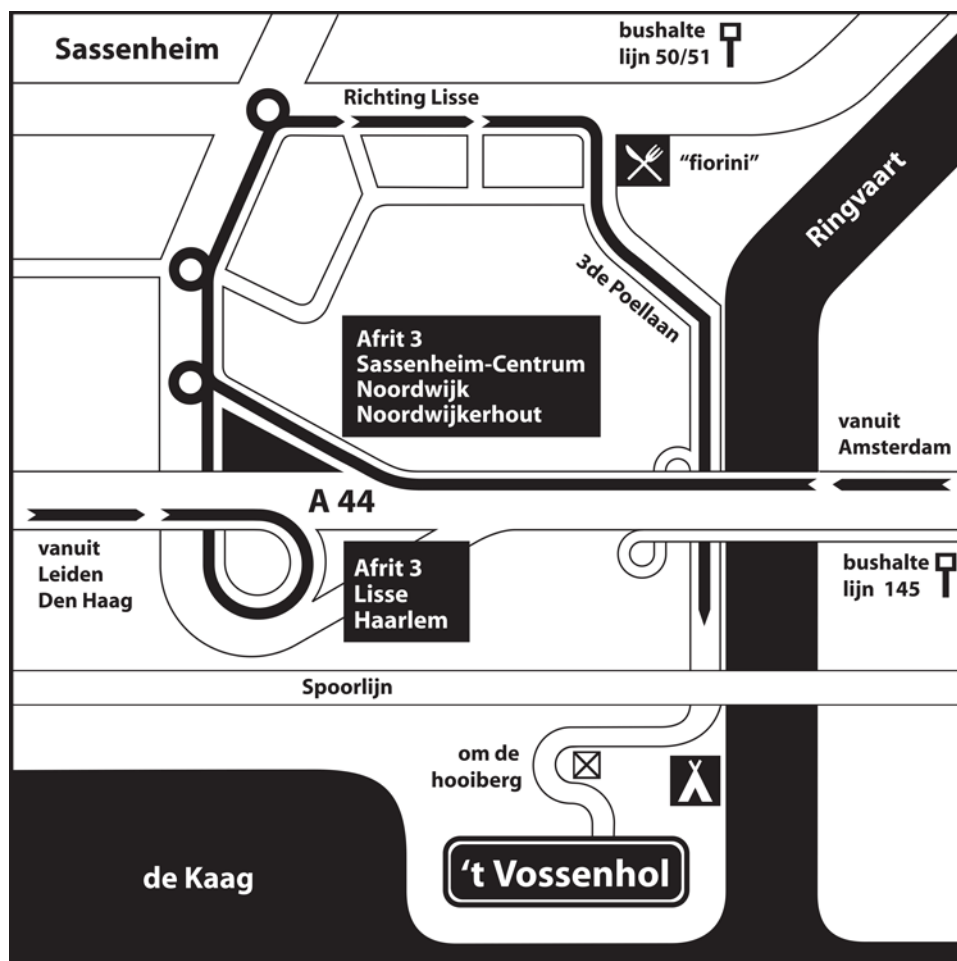 Sassenheim
bushalte
lijn 50/51
Richting Lisse
"fiorini"
Ringvaart
3de Poellaan
Afrit 3
Sassenheim-Centrum
Noordwijk
Noordwijkerhout
vanuit
Amsterdam
A 44
vanuit
Leiden
Den Haag
Afrit 3
Lisse
Haarlem
bushalte
lijn 145
Spoorlijn
om de
hooiberg
de Kaag
't Vossenhol